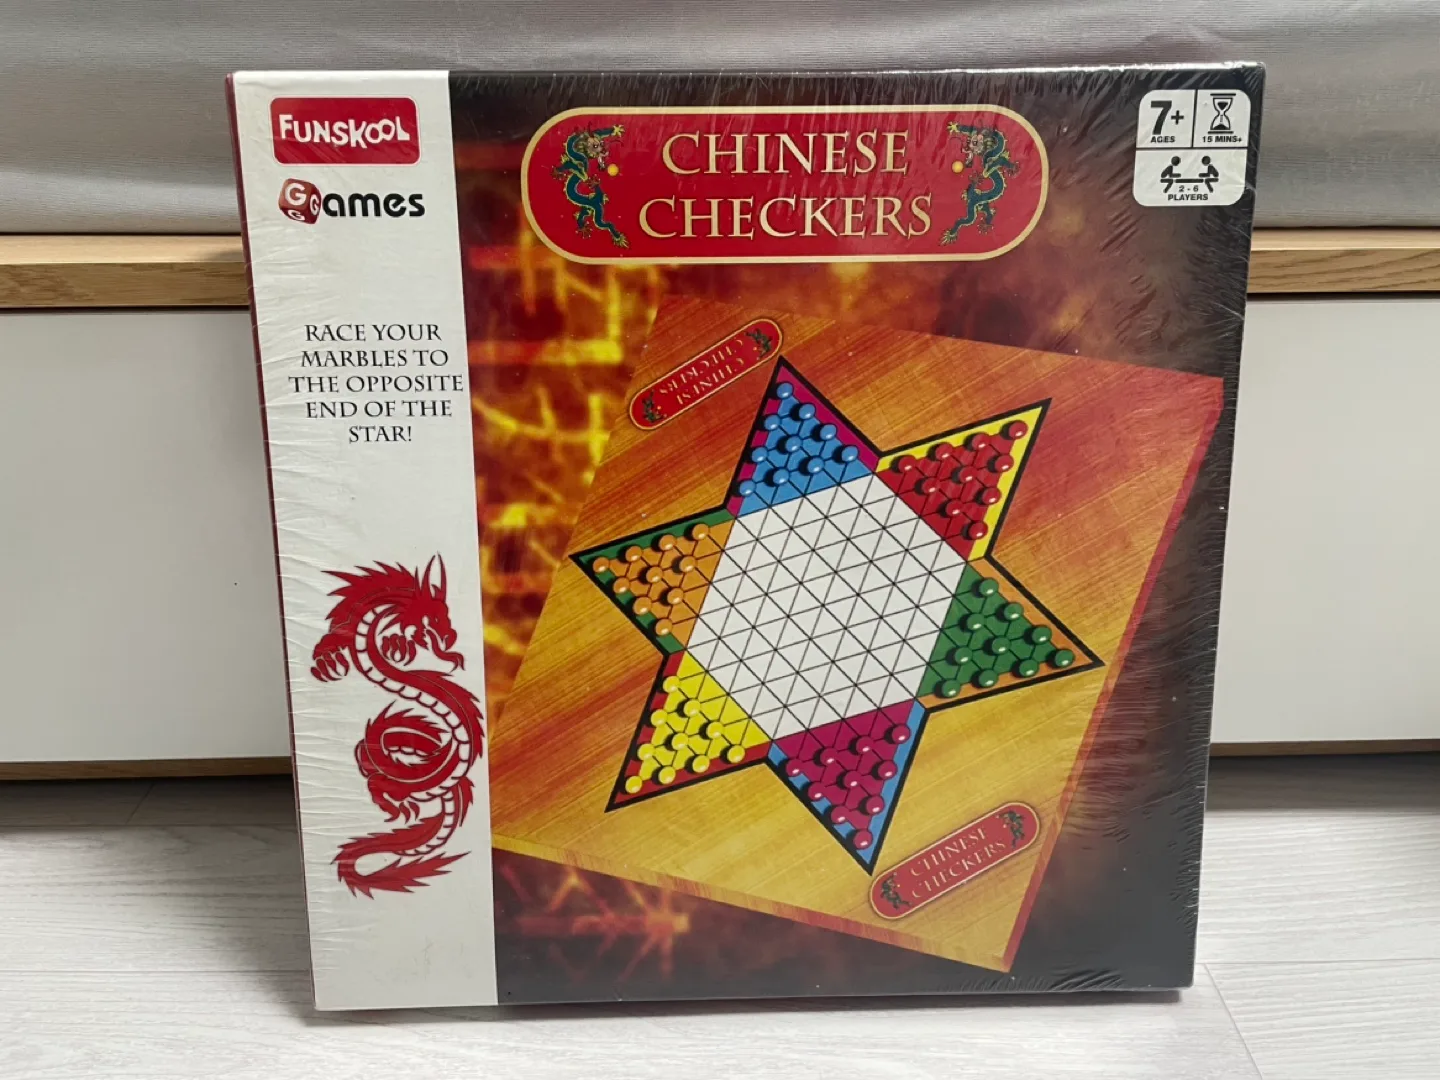 FUNSKOOL
Games
RACE YOUR
MARBLES TO
THE OPPOSITE
END OF THE
STAR!
CHINESE
CHECKERS
7+
AGES
15 MINS+
2 - 6
PLAYERS
CHINESE
CHECKERS
CHINESE
CHECKERS